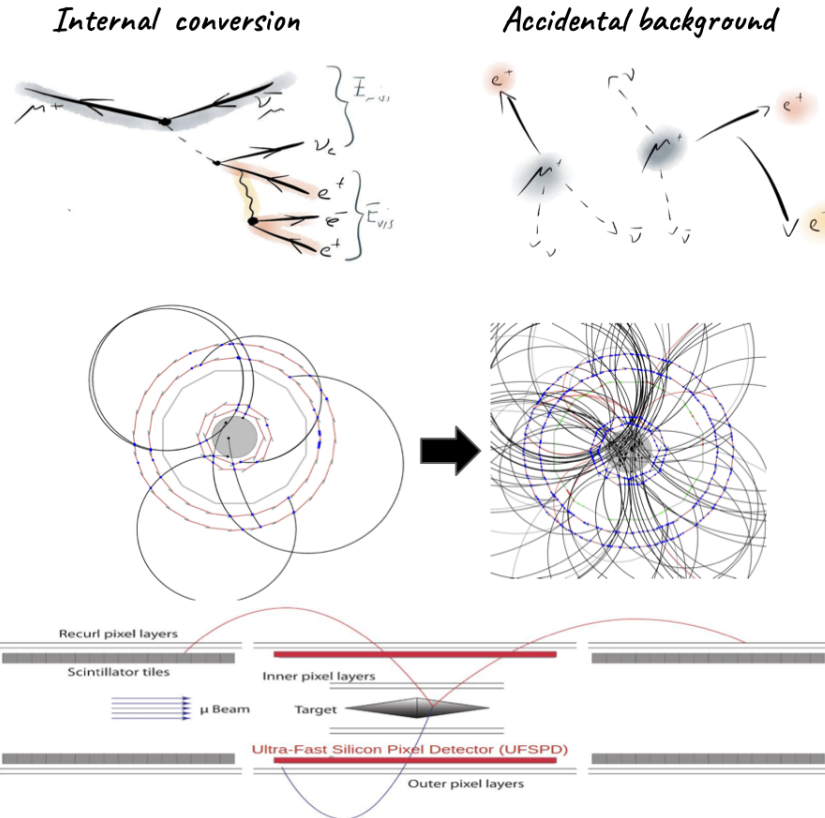 Internal conversion
Accidental background
μ+
ν̄μ
νe
e+
e-
e+
Evis
e+
μ+
ν
ν̄
ν
μ+
ν̄
e+
e-
Recurl pixel layers
Scintillator tiles
Inner pixel layers
μ Beam
Target
Ultra-Fast Silicon Pixel Detector (UFSPD)
Outer pixel layers